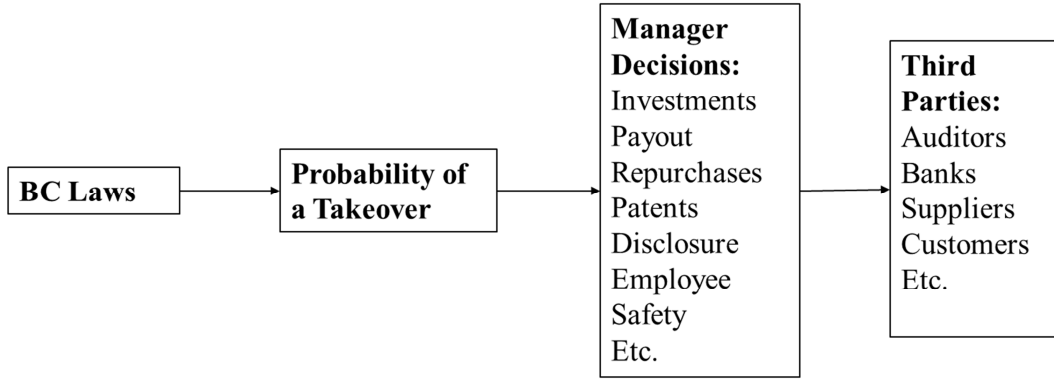 BC Laws
Probability of
a Takeover
Manager
Decisions:
Investments
Payout
Repurchases
Patents
Disclosure
Employee
Safety
Etc.
Third
Parties:
Auditors
Banks
Suppliers
Customers
Etc.